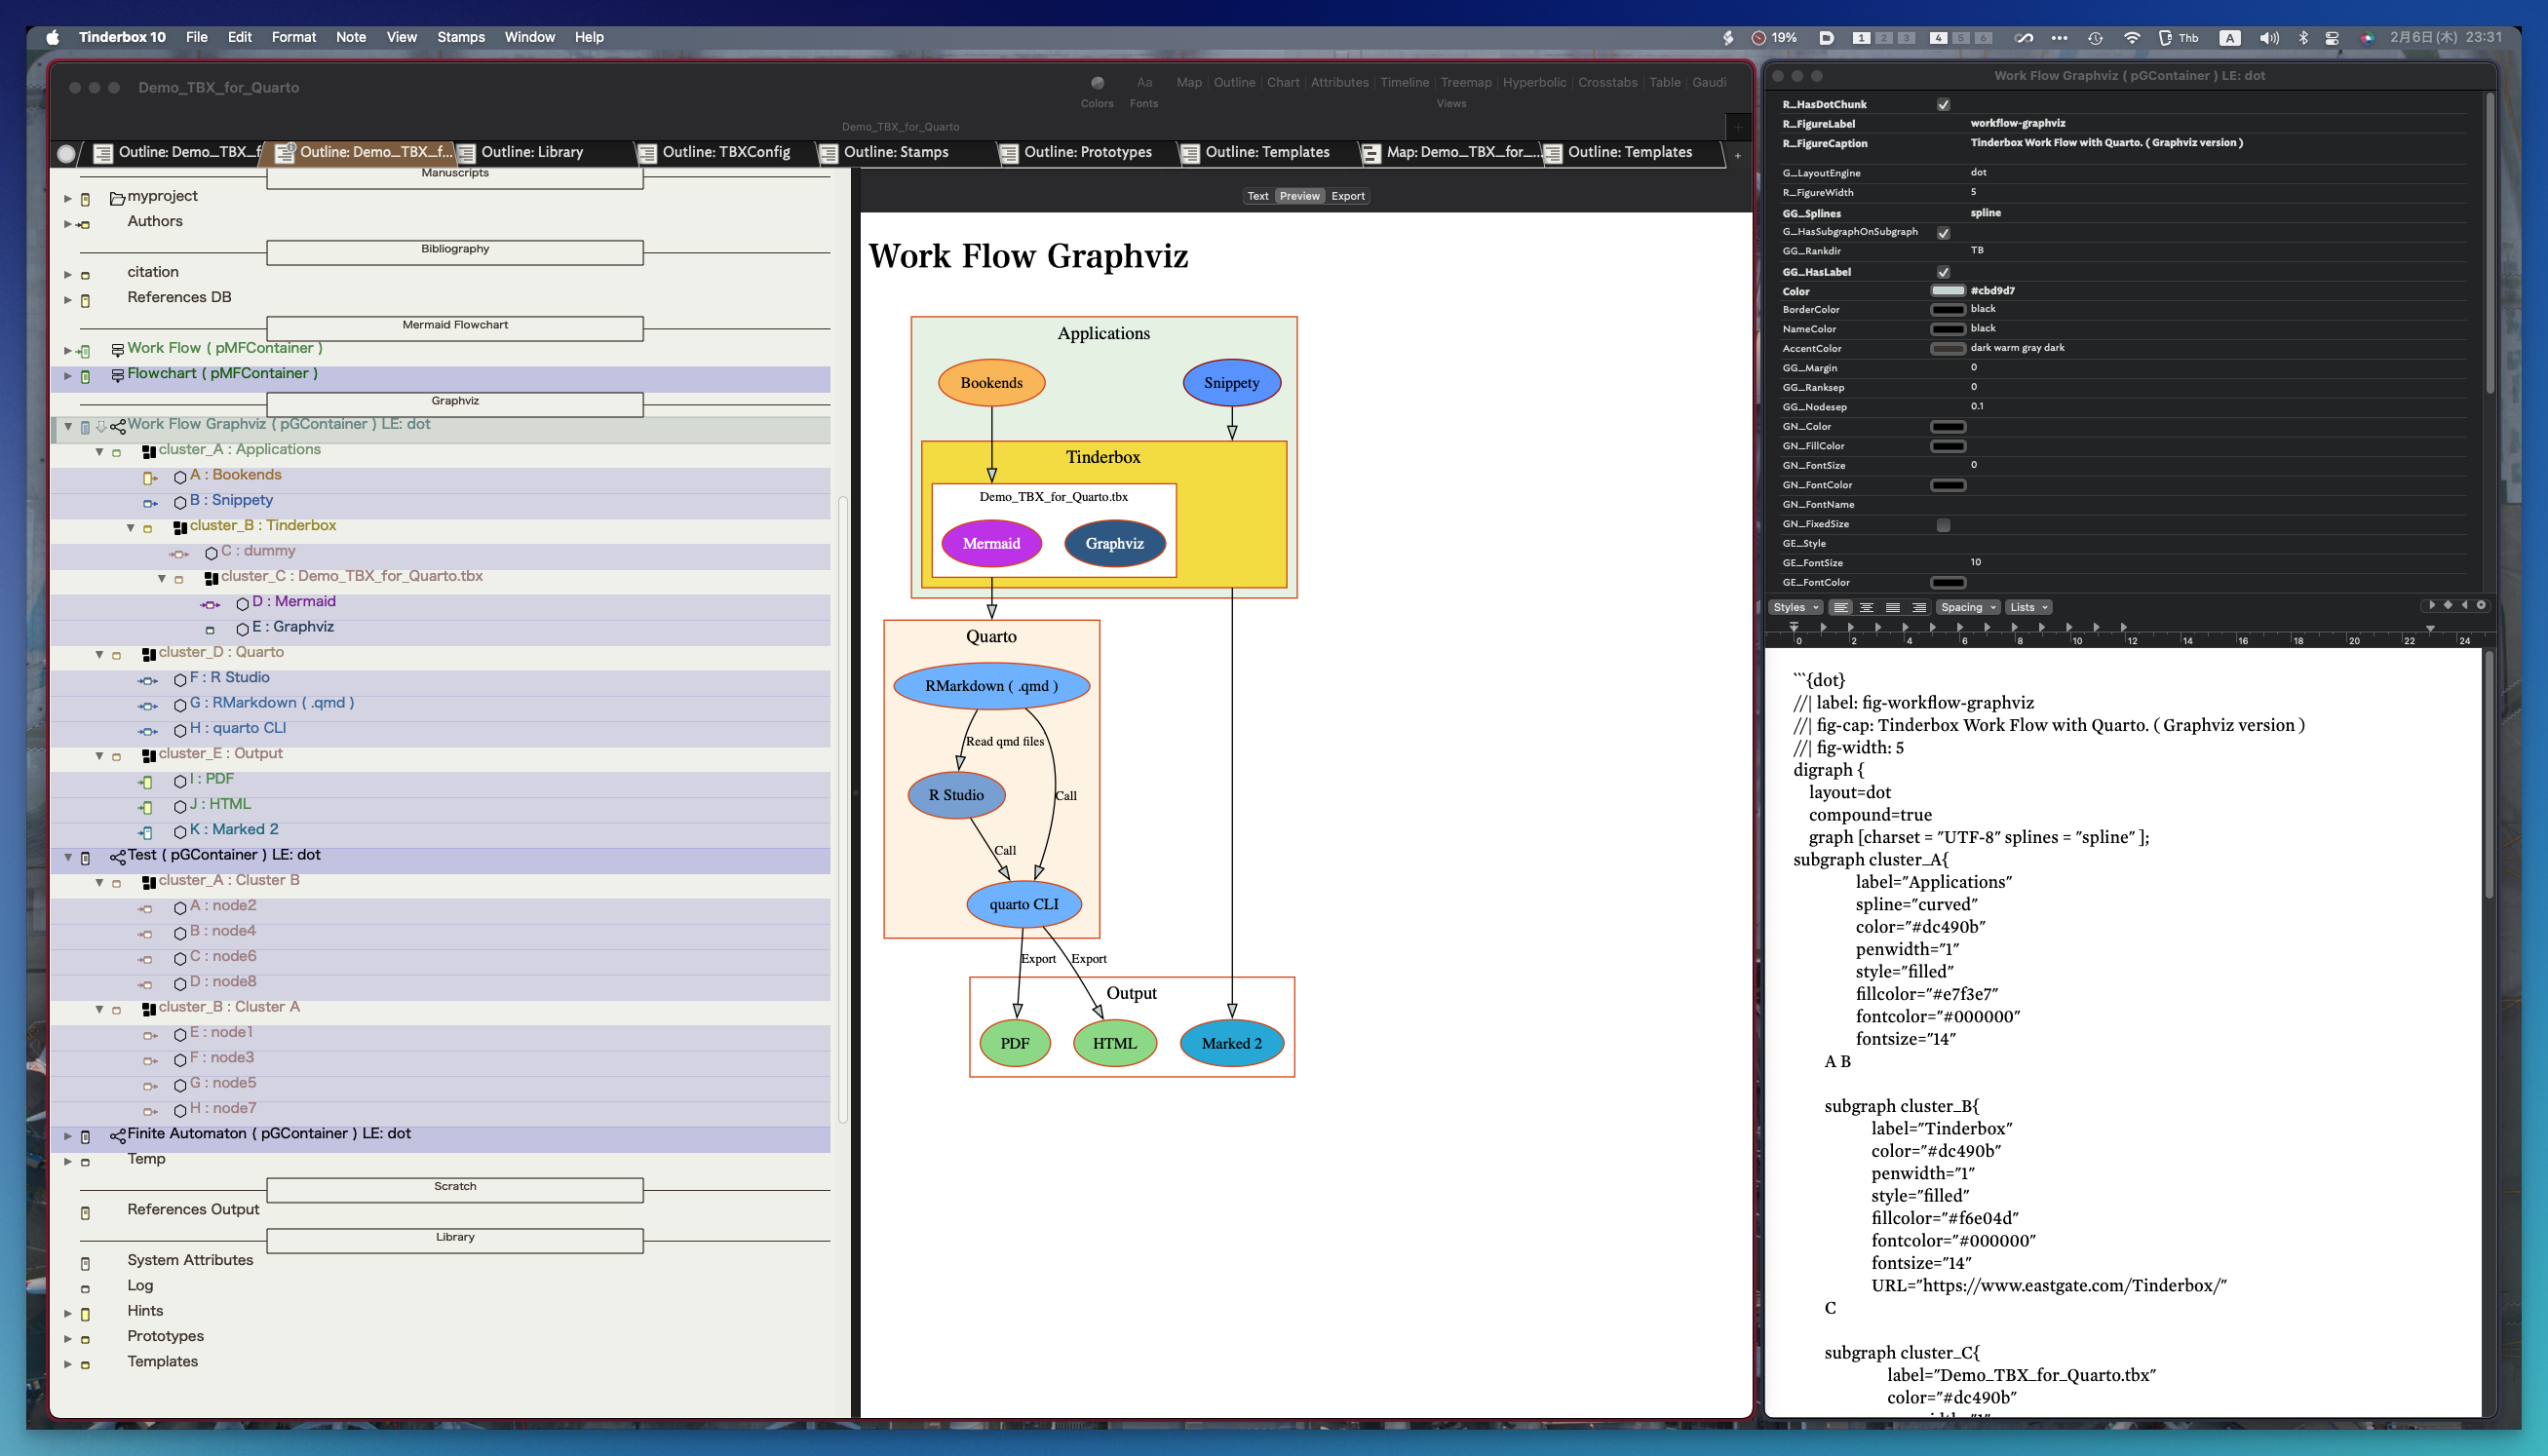 Tinderbox 10 File Edit Format Note View Stamps Window Help
19% 1 2 3 4 5 6 Thb A 2月6日(木) 23:31
Demo_TBX_for_Quarto
Colors
Aa
Fonts
Map Outline Chart Attributes Timeline Treemap Hyperbolic Crosstabs Table Gaudi
Views
Demo_TBX_for_Quarto
Outline: Demo_TBX_f
Outline: Demo_TBX_f...
Outline: Library
Outline: TBXConfig
Outline: Stamps
Outline: Prototypes
Outline: Templates
Map: Demo_TBX_for_...
Outline: Templates
Manuscripts
myproject
Authors
Bibliography
citation
References DB
Mermaid Flowchart
Work Flow ( pMFContainer )
Flowchart ( pMFContainer )
Graphviz
Work Flow Graphviz ( pGContainer ) LE: dot
cluster_A : Applications
A : Bookends
B : Snippety
cluster_B : Tinderbox
C : dummy
cluster_C : Demo_TBX_for_Quarto.tbx
D : Mermaid
E : Graphviz
cluster_D : Quarto
F : R Studio
G : RMarkdown ( .qmd )
H : quarto CLI
cluster_E : Output
I : PDF
J : HTML
K : Marked 2
Test ( pGContainer ) LE: dot
cluster_A : Cluster B
A : node2
B : node4
C : node6
D : node8
cluster_B : Cluster A
E : node1
F : node3
G : node5
H : node7
Finite Automaton ( pGContainer ) LE: dot
Temp
Scratch
References Output
Library
System Attributes
Log
Hints
Prototypes
Templates
Text Preview Export
Work Flow Graphviz
Applications
Bookends
Snippety
Tinderbox
Demo_TBX_for_Quarto.tbx
Mermaid
Graphviz
Quarto
RMarkdown ( .qmd )
Read qmd files
R Studio
Call
Call
quarto CLI
Export
Export
Output
PDF
HTML
Marked 2
Work Flow Graphviz ( pGContainer ) LE: dot
R_HasDotChunk
R_FigureLabel workflow-graphviz
R_FigureCaption Tinderbox Work Flow with Quarto. ( Graphviz version )
G_LayoutEngine dot
R_FigureWidth 5
GG_Splines spline
G_HasSubgraphOnSubgraph
GG_Rankdir TB
GG_HasLabel
Color #cbd9d7
BorderColor black
NameColor black
AccentColor dark warm gray dark
GG_Margin 0
GG_Ranksep 0
GG_Nodesep 0.1
GN_Color
GN_FillColor
GN_FontSize 0
GN_FontColor
GN_FontName
GN_FixedSize
GE_Style
GE_FontSize 10
GE_FontColor
Styles Spacing Lists
0 2 4 6 8 10 12 14 16 18 20 22 24
```{dot}
//| label: fig-workflow-graphviz
//| fig-cap: Tinderbox Work Flow with Quarto. ( Graphviz version )
//| fig-width: 5
digraph {
layout=dot
compound=true
graph [charset = "UTF-8" splines = "spline" ];
subgraph cluster_A{
label="Applications"
spline="curved"
color="#dc490b"
penwidth="1"
style="filled"
fillcolor="#e7f3e7"
fontcolor="#000000"
fontsize="14"
A B
subgraph cluster_B{
label="Tinderbox"
color="#dc490b"
penwidth="1"
style="filled"
fillcolor="#f6e04d"
fontcolor="#000000"
fontsize="14"
URL="https://www.eastgate.com/Tinderbox/"
C
subgraph cluster_C{
label="Demo_TBX_for_Quarto.tbx"
color="#dc490b"